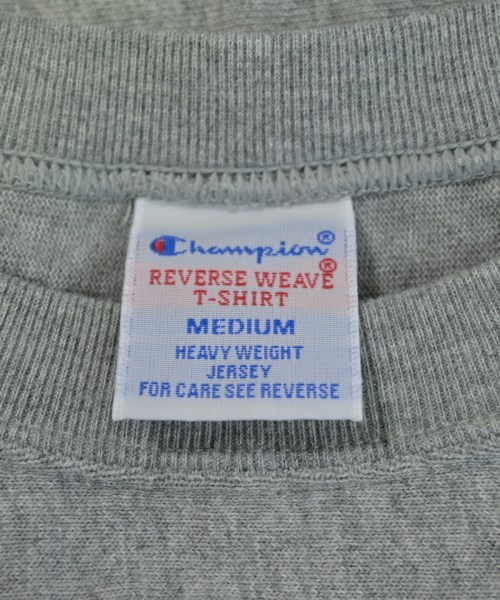 Champion®
REVERSE WEAVE®
T-SHIRT
MEDIUM
HEAVY WEIGHT
JERSEY
FOR CARE SEE REVERSE